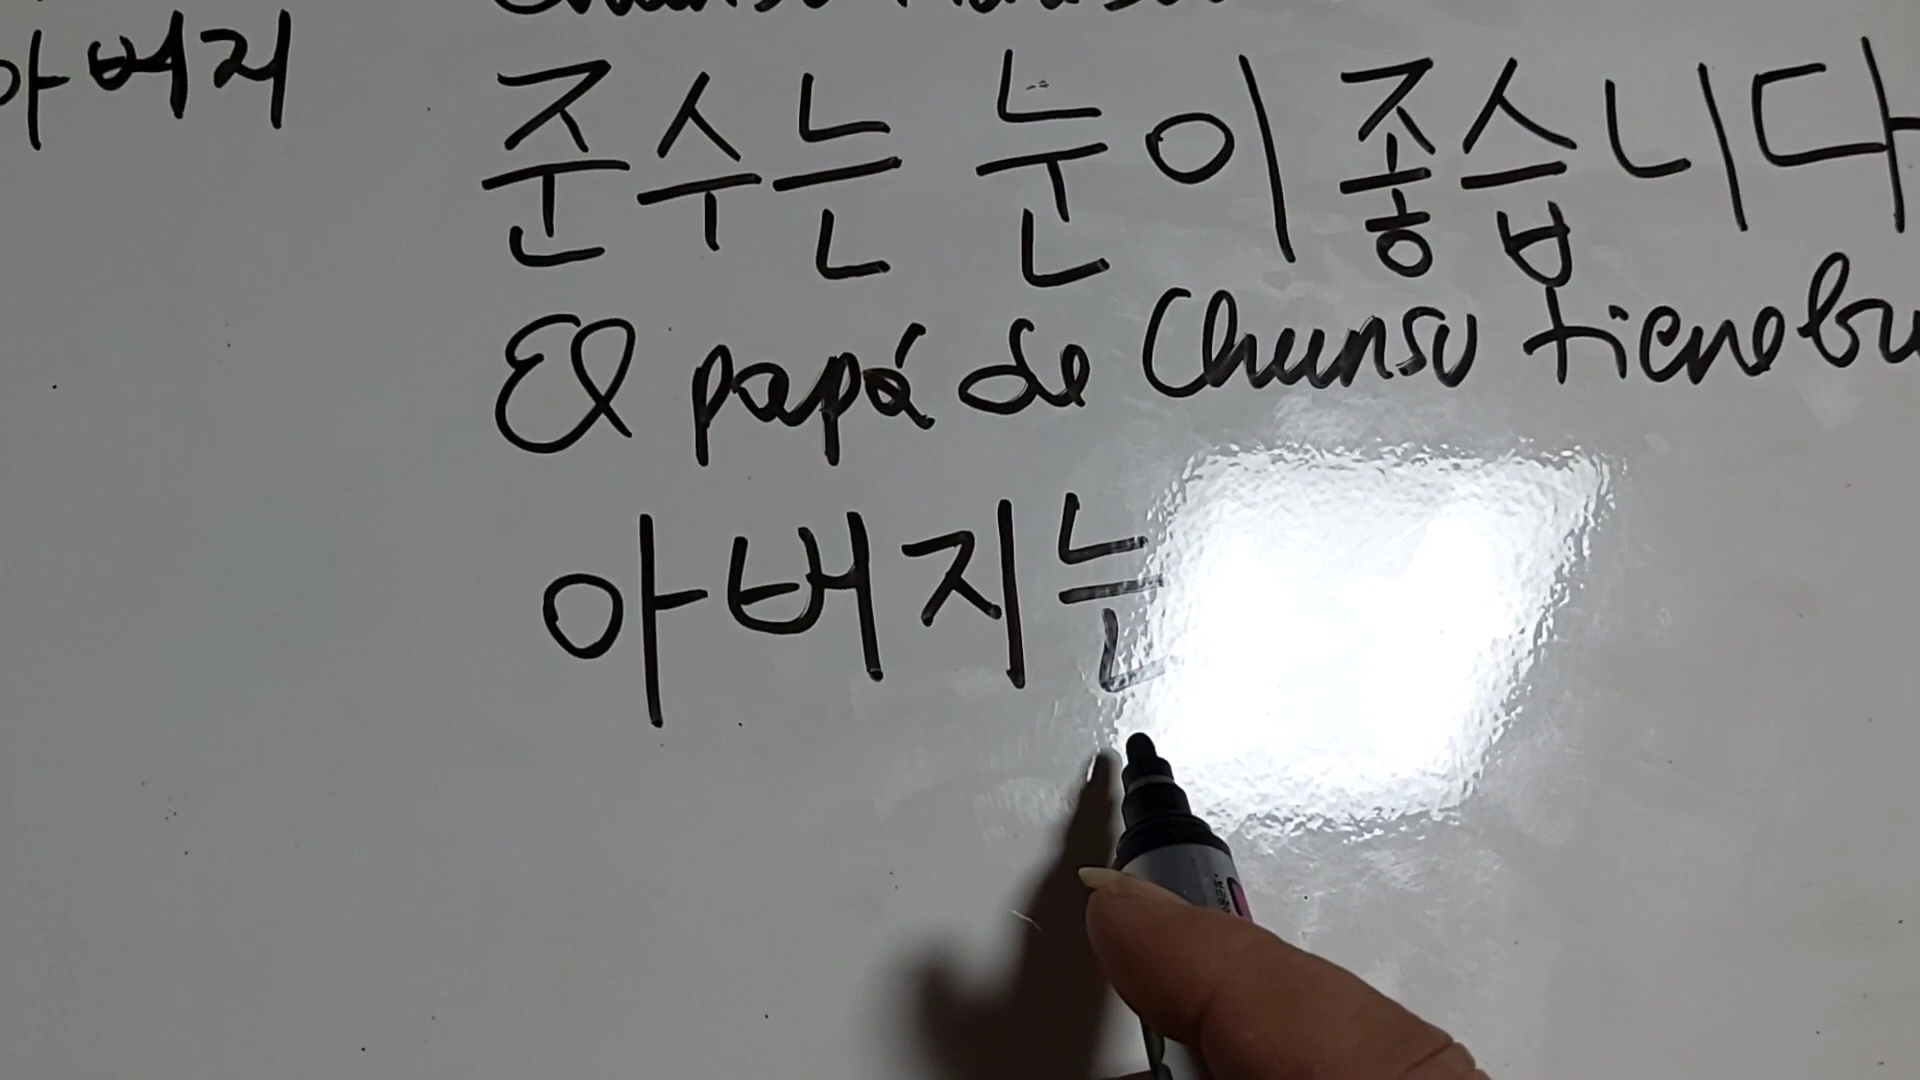 아버지
준수는 눈이 좋습니다
El papá de Chunsu tiene bu
아버지는